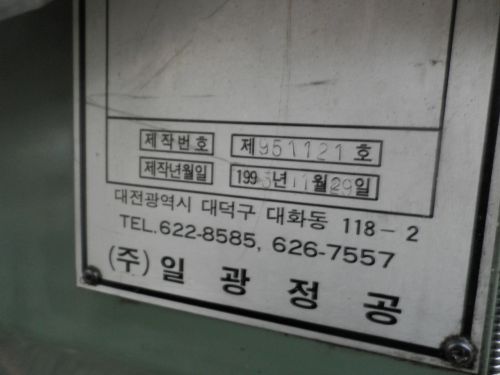 제작번호 제951121호
제작년월일 1995년11월29일
대전광역시 대덕구 대화동 118-2
TEL.622-8585, 626-7557
(주) 일광정공